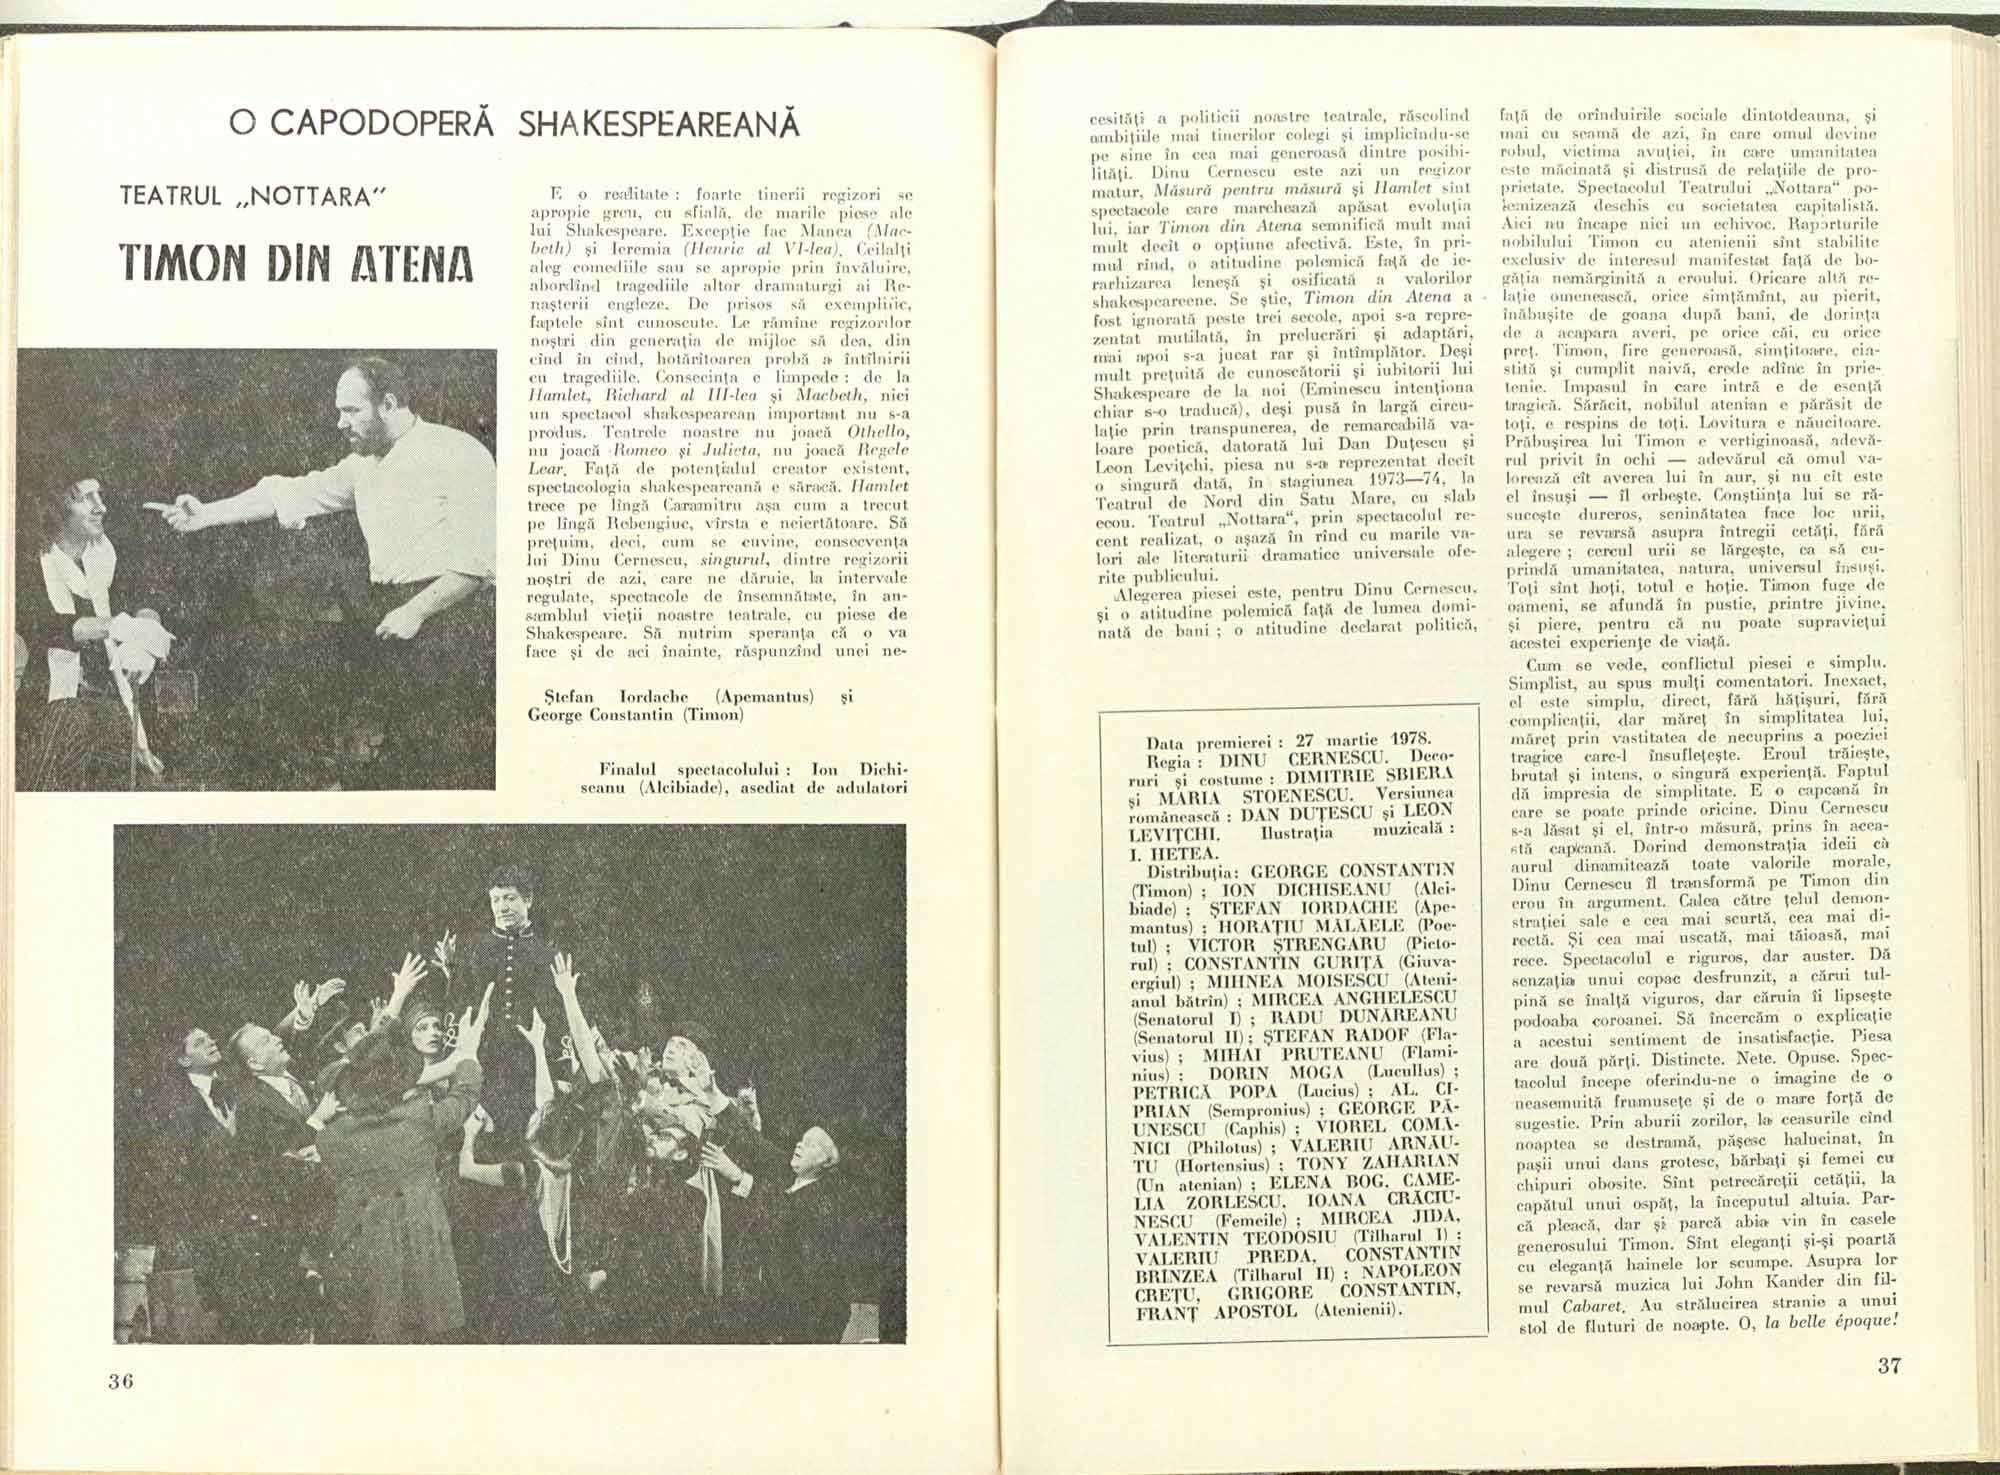 O CAPODOPERĂ SHAKESPEAREANĂ
TEATRUL „NOTTARA”
TIMON DIN ATENA
E o realitate : foarte tinerii regizori se
apropie greu, cu sfială, de marile piese ale
lui Shakespeare. Excepție fac Manea (Mac-
beth) și Ieremia (Henric al VI-lea). Ceilalți
aleg comediile sau se apropie prin învăluire,
abordînd tragediile altor dramaturgi ai Re-
nașterii engleze. De prisos să exemplific,
faptele sînt cunoscute. Le rămîne regizorilor
noștri din generația de mijloc să dea, din
cînd în cînd, hotărîtoarea probă a întîlnirii
cu tragediile. Consecința e limpede : de la
Hamlet, Richard al III-lea și Macbeth, nici
un spectacol shakespearean important nu s-a
produs. Teatrele noastre nu joacă Othello,
nu joacă Romeo și Julieta, nu joacă Regele
Lear. Față de potențialul creator existent,
spectacologia shakespeareană e săracă. Hamlet
trece pe lîngă Caramitru așa cum a trecut
pe lîngă Rebengiuc, vîrsta e neiertătoare. Să
prețuim, deci, cum se cuvine, consecvența
lui Dinu Cernescu, singurul, dintre regizorii
noștri de azi, care ne dăruie, la intervale
regulate, spectacole de însemnătate, în an-
samblul vieții noastre teatrale, cu piese de
Shakespeare. Să nutrim speranța că o va
face și de aci înainte, răspunzînd unei ne-
Ștefan Iordache (Apemantus) și
George Constantin (Timon)
Finalul spectacolului : Ion Dichi-
seanu (Alcibiade), asediat de adulatori
36
cesități a politicii noastre teatrale, răscolind
ambițiile mai tinerilor colegi și implicîndu-se
pe sine în cea mai generoasă dintre posibi-
lități. Dinu Cernescu este azi un regizor
matur, Măsură pentru măsură și Hamlet sînt
spectacole care marchează apăsat evoluția
lui, iar Timon din Atena semnifică mult mai
mult decît o opțiune afectivă. Este, în pri-
mul rînd, o atitudine polemică față de ie-
rarhizarea leneșă și osificată a valorilor
shakespeareene. Se știe, Timon din Atena a
fost ignorată peste trei secole, apoi s-a repre-
zentat mutilată, în prelucrări și adaptări,
mai apoi s-a jucat rar și întîmplător. Deși
mult prețuită de cunoscătorii și iubitorii lui
Shakespeare de la noi (Eminescu intenționa
chiar s-o traducă), deși pusă în largă circu-
lație prin transpunerea, de remarcabilă va-
loare poetică, datorată lui Dan Duțescu și
Leon Levițchi, piesa nu s-a reprezentat decît
o singură dată, în stagiunea 1973—74, la
Teatrul de Nord din Satu Mare, cu slab
ecou. Teatrul „Nottara“, prin spectacolul re-
cent realizat, o așază în rînd cu marile va-
lori ale literaturii dramatice universale ofe-
rite publicului.
Alegerea piesei este, pentru Dinu Cernescu,
și o atitudine polemică față de lumea domi-
nată de bani ; o atitudine declarat politică,
Data premierei : 27 martie 1978.
Regia : DINU CERNESCU. Deco-
ruri și costume : DIMITRIE SBIERA
și MARIA STOENESCU. Versiunea
românească : DAN DUȚESCU și LEON
LEVIȚCHI. Ilustrația muzicală :
I. HETEA.
Distribuția: GEORGE CONSTANTIN
(Timon) ; ION DICHISEANU (Alci-
biade) ; ȘTEFAN IORDACHE (Ape-
mantus) ; HORAȚIU MĂLĂELE (Poe-
tul) ; VICTOR ȘTRENGARU (Picto-
rul) ; CONSTANTIN GURIȚĂ (Giuva-
ergiul) ; MIHNEA MOISESCU (Ateni-
anul bătrîn) ; MIRCEA ANGHELESCU
(Senatorul I) ; RADU DUNĂREANU
(Senatorul II) ; ȘTEFAN RADOF (Fla-
vius) ; MIHAI PRUTEANU (Flami-
nius) ; DORIN MOGA (Lucullus) ;
PETRICĂ POPA (Lucius) ; AL. CI-
PRIAN (Sempronius) ; GEORGE PĂ-
UNESCU (Caphis) ; VIOREL COMĂ-
NICI (Philotus) ; VALERIU ARNĂU-
TU (Hortensius) ; TONY ZAHARIAN
(Un atenian) ; ELENA BOG, CAME-
LIA ZORLESCU, IOANA CRĂCIU-
NESCU (Femeile) ; MIRCEA JIDA,
VALENTIN TEODOSIU (Tîlharul I) ;
VALERIU PREDA, CONSTANTIN
BRÎNZEA (Tîlharul II) ; NAPOLEON
CREȚU, GRIGORE CONSTANTIN,
FRANȚ APOSTOL (Atenienii).
față de orînduirile sociale dintotdeauna, și
mai cu seamă de azi, în care omul devine
robul, victima avuției, în care umanitatea
este măcinată și distrusă de relațiile de pro-
prietate. Spectacolul Teatrului „Nottara“ po-
lemizează deschis cu societatea capitalistă.
Aici nu încape nici un echivoc. Raporturile
nobilului Timon cu atenienii sînt stabilite
exclusiv de interesul manifestat față de bo-
găția nemărginită a eroului. Oricare altă re-
lație omenească, orice simțămînt, au pierit,
înăbușite de goana după bani, de dorința
de a acapara averi, pe orice căi, cu orice
preț. Timon, fire generoasă, simțitoare, cin-
stită și cumplit naivă, crede adînc în prie-
tenie. Impasul în care intră e de esență
tragică. Sărăcit, nobilul atenian e părăsit de
toți, e respins de toți. Lovitura e năucitoare.
Prăbușirea lui Timon e vertiginoasă, adevă-
rul privit în ochi — adevărul că omul va-
lorează cît averea lui în aur, și nu cît este
el însuși — îl orbește. Conștiința lui se ră-
sucește dureros, seninătatea face loc urii,
ura se revarsă asupra întregii cetăți, fără
alegere ; cercul urii se lărgește, ca să cu-
prindă umanitatea, natura, universul însuși.
Toți sînt hoți, totul e hoție. Timon fuge de
oameni, se afundă în pustie, printre jivine,
și piere, pentru că nu poate supraviețui
acestei experiențe de viață.
Cum se vede, conflictul piesei e simplu.
Simplist, au spus mulți comentatori. Inexact,
el este simplu, direct, fără hățișuri, fără
complicații, dar măreț în simplitatea lui,
măreț prin vastitatea de necuprins a poeziei
tragice care-l însuflețește. Eroul trăiește,
brutal și intens, o singură experiență. Faptul
dă impresia de simplitate. E o capcană în
care se poate prinde oricine. Dinu Cernescu
s-a lăsat și el, într-o măsură, prins în acea-
stă capcană. Dorind demonstrația ideii că
aurul dinamitează toate valorile morale,
Dinu Cernescu îl transformă pe Timon din
erou în argument. Calea către țelul demon-
strației sale e cea mai scurtă, cea mai di-
rectă. Și cea mai uscată, mai tăioasă, mai
rece. Spectacolul e riguros, dar auster. Dă
senzația unui copac desfrunzit, a cărui tul-
pină se înalță viguros, dar căruia îi lipsește
podoaba coroanei. Să încercăm o explicație
a acestui sentiment de insatisfacție. Piesa
are două părți. Distincte. Nete. Opuse. Spec-
tacolul începe oferindu-ne o imagine de o
neasemuită frumusețe și de o mare forță de
sugestie. Prin aburii zorilor, la ceasurile cînd
noaptea se destramă, pășesc halucinat, în
pașii unui dans grotesc, bărbați și femei cu
chipuri obosite. Sînt petrecăreții cetății, la
capătul unui ospăț, la începutul altuia. Par-
că pleacă, dar și parcă abia vin în casele
generosului Timon. Sînt eleganți și-și poartă
cu eleganță hainele lor scumpe. Asupra lor
se revarsă muzica lui John Kander din fil-
mul Cabaret. Au strălucirea stranie a unui
stol de fluturi de noapte. O, la belle époque!
37